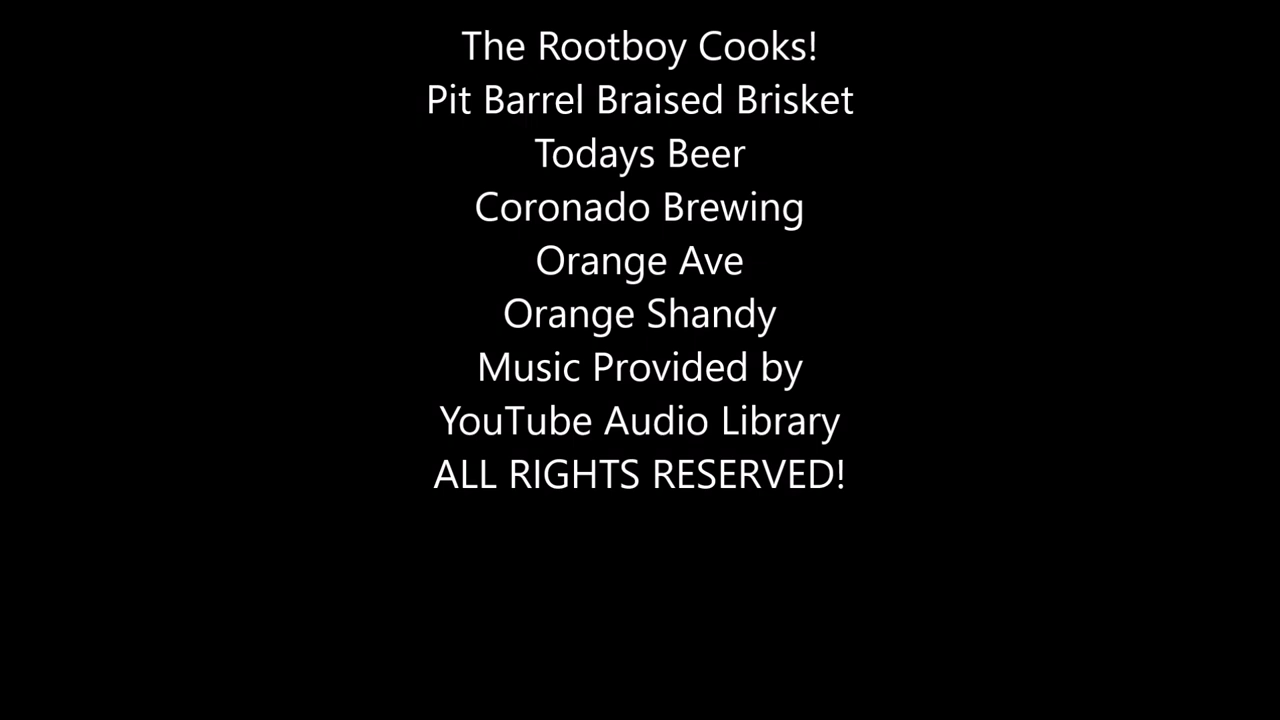 The Rootboy Cooks!
Pit Barrel Braised Brisket
Todays Beer
Coronado Brewing
Orange Ave
Orange Shandy
Music Provided by
YouTube Audio Library
ALL RIGHTS RESERVED!